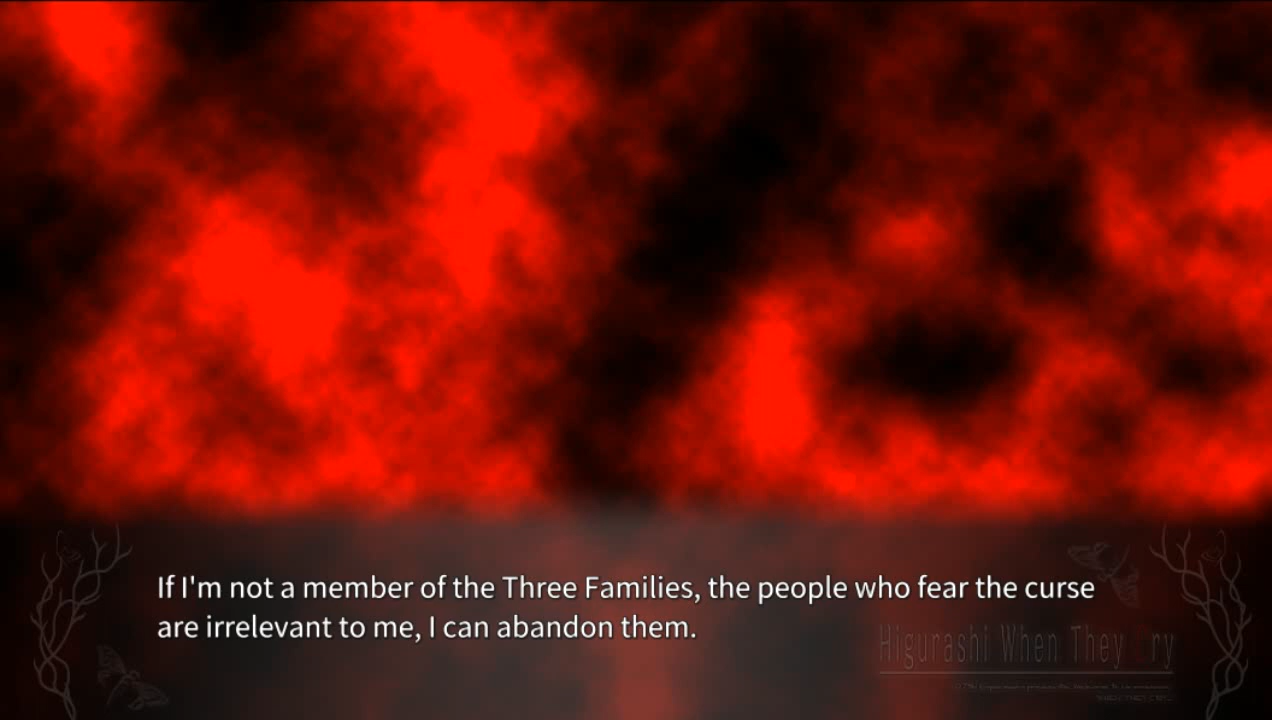 If I'm not a member of the Three Families, the people who fear the curse
are irrelevant to me, I can abandon them.
Higurashi When They Cry